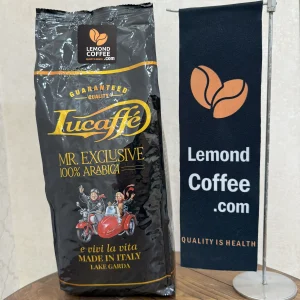 LEMOND
COFFEE
.com
GUARANTEED
QUALITY
Lucaffé
MR. EXCLUSIVE
100% ARABICA
e vivi la vita
MADE IN ITALY
LAKE GARDA
Lemond
Coffee
.com
QUALITY IS HEALTH